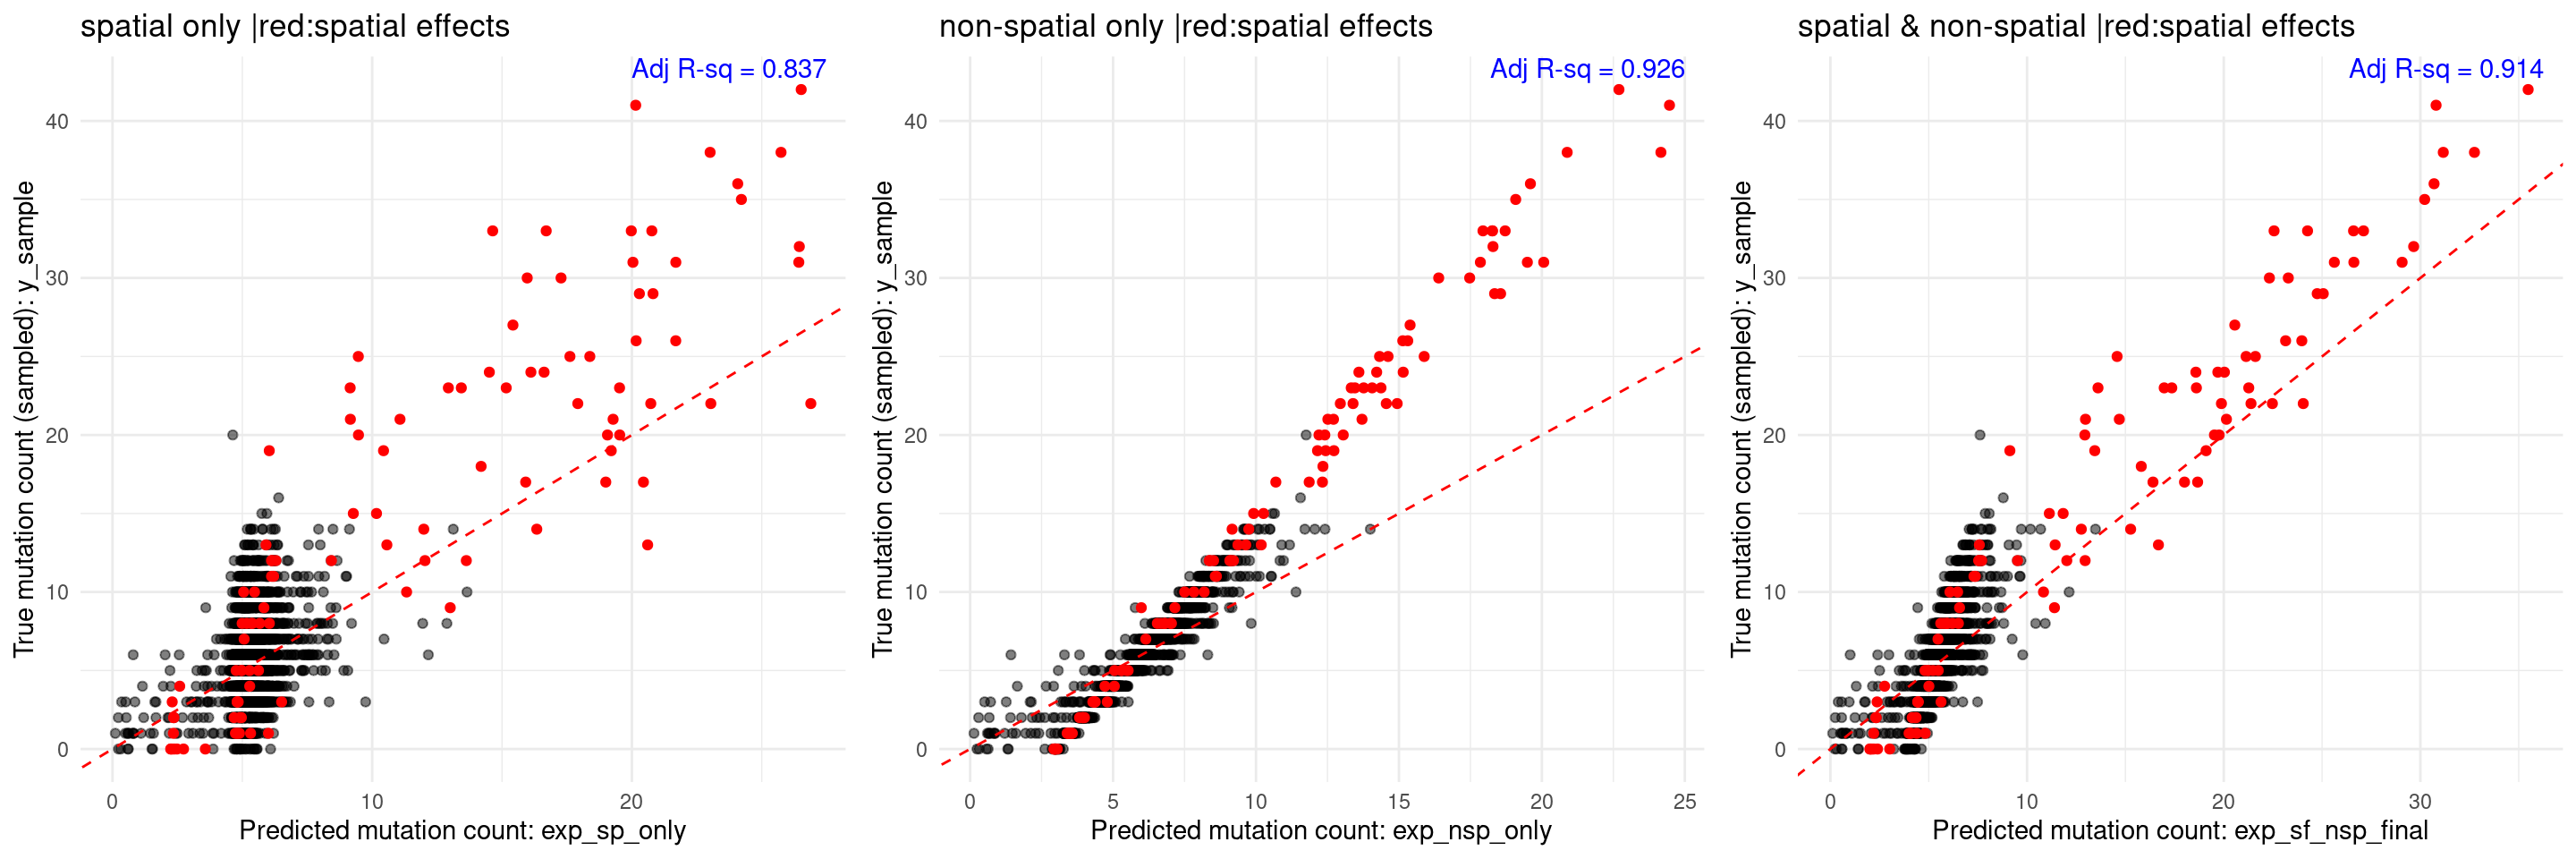 spatial only |red:spatial effects
Adj R-sq = 0.837
True mutation count (sampled): y_sample
40
30
20
10
0
0
10
20
Predicted mutation count: exp_sp_only
non-spatial only |red:spatial effects
Adj R-sq = 0.926
True mutation count (sampled): y_sample
40
30
20
10
0
0
5
10
15
20
25
Predicted mutation count: exp_nsp_only
spatial & non-spatial |red:spatial effects
Adj R-sq = 0.914
True mutation count (sampled): y_sample
40
30
20
10
0
0
10
20
30
Predicted mutation count: exp_sf_nsp_final